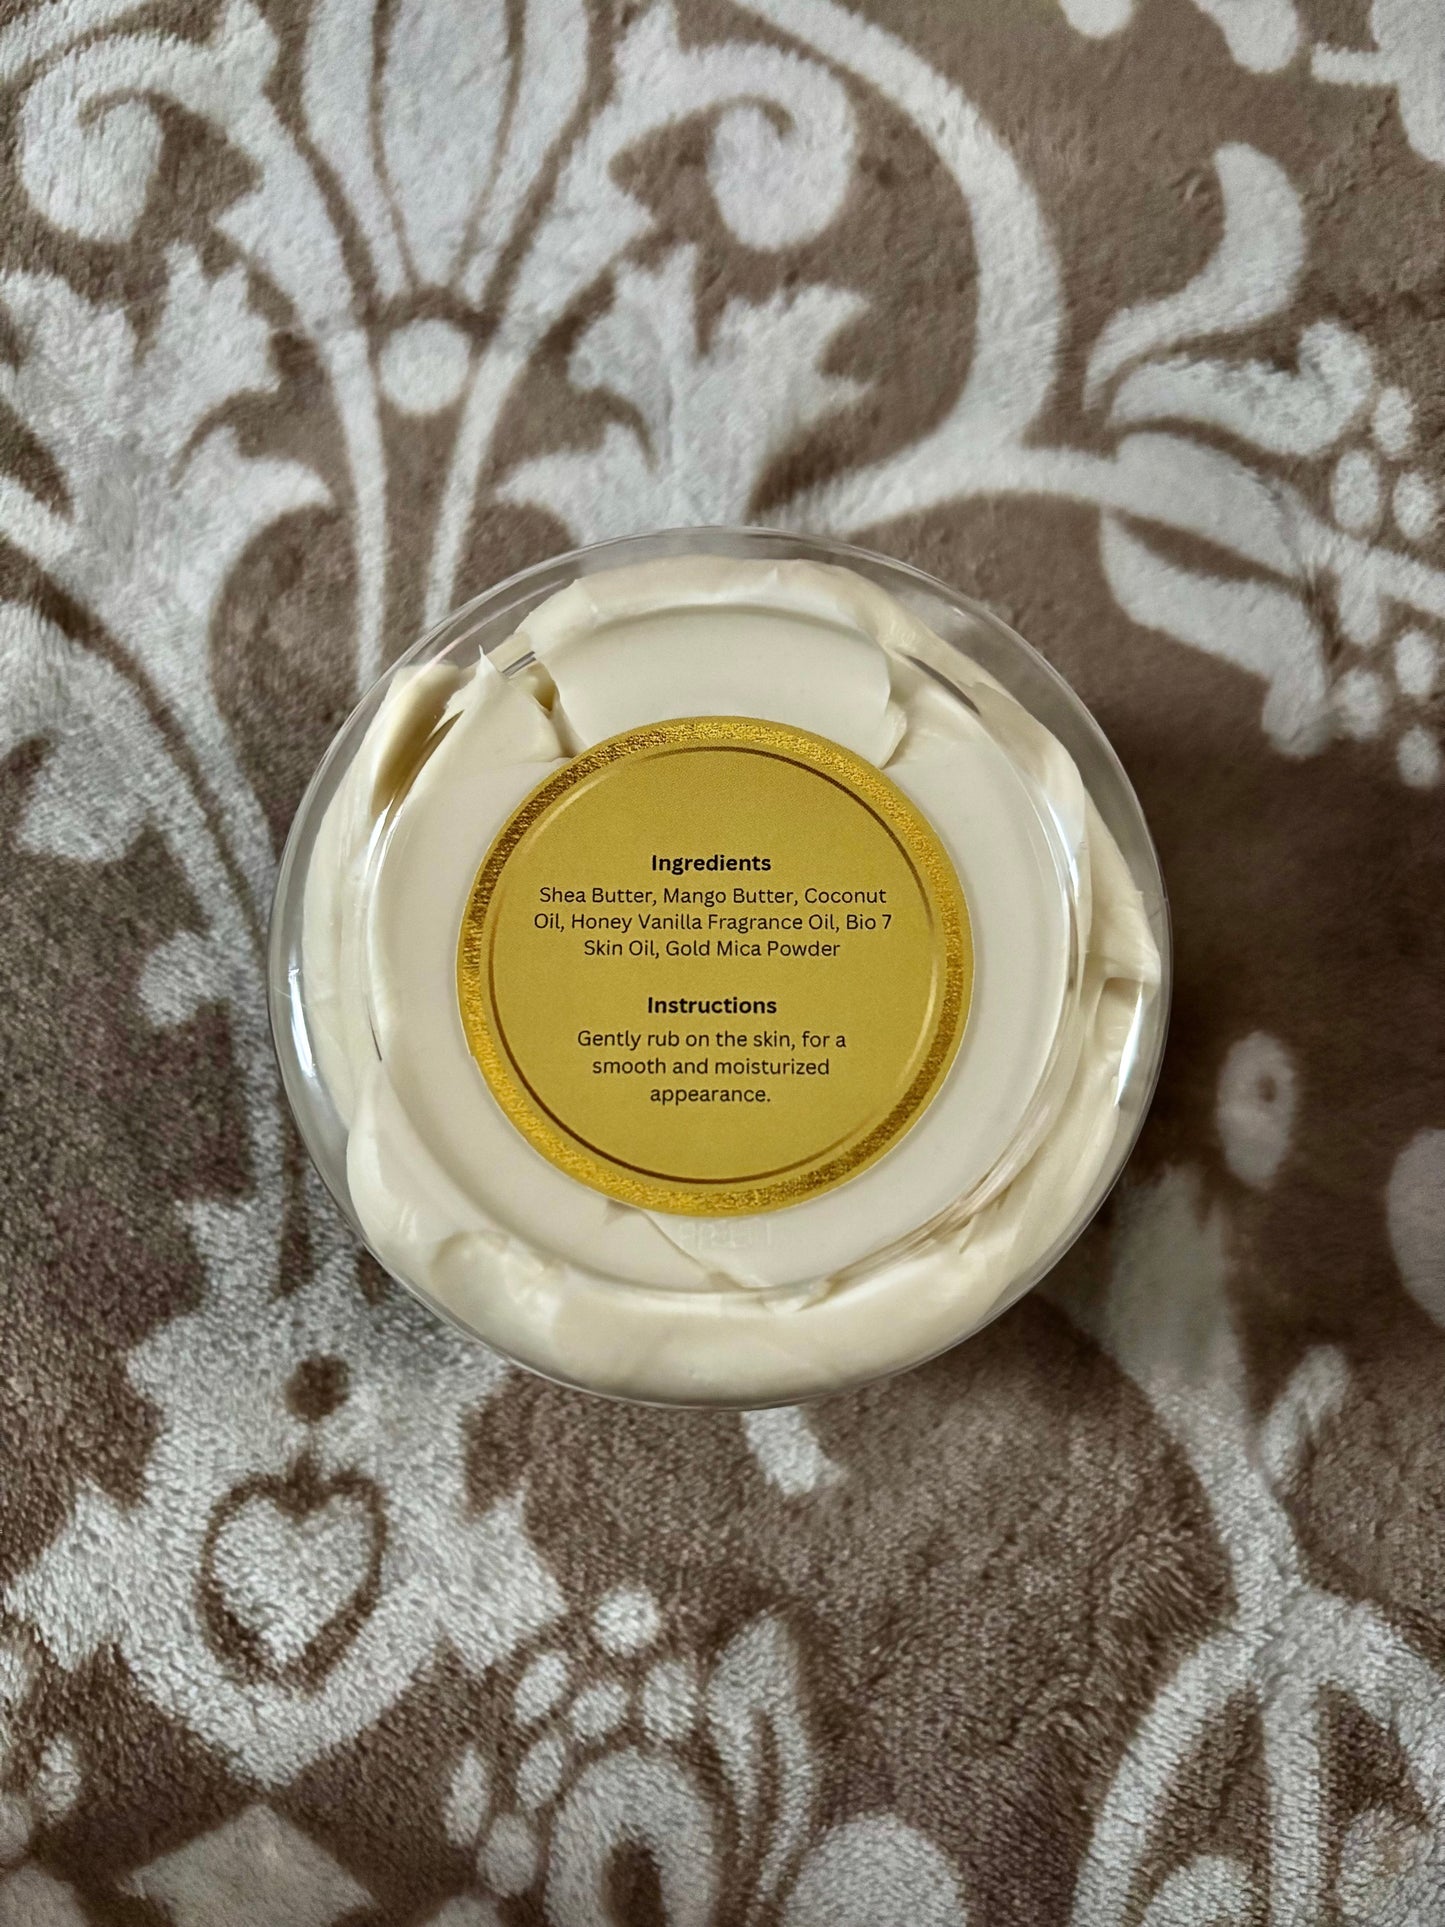 Ingredients
Shea Butter, Mango Butter, Coconut
Oil, Honey Vanilla Fragrance Oil, Bio 7
Skin Oil, Gold Mica Powder
Instructions
Gently rub on the skin, for a
smooth and moisturized
appearance.